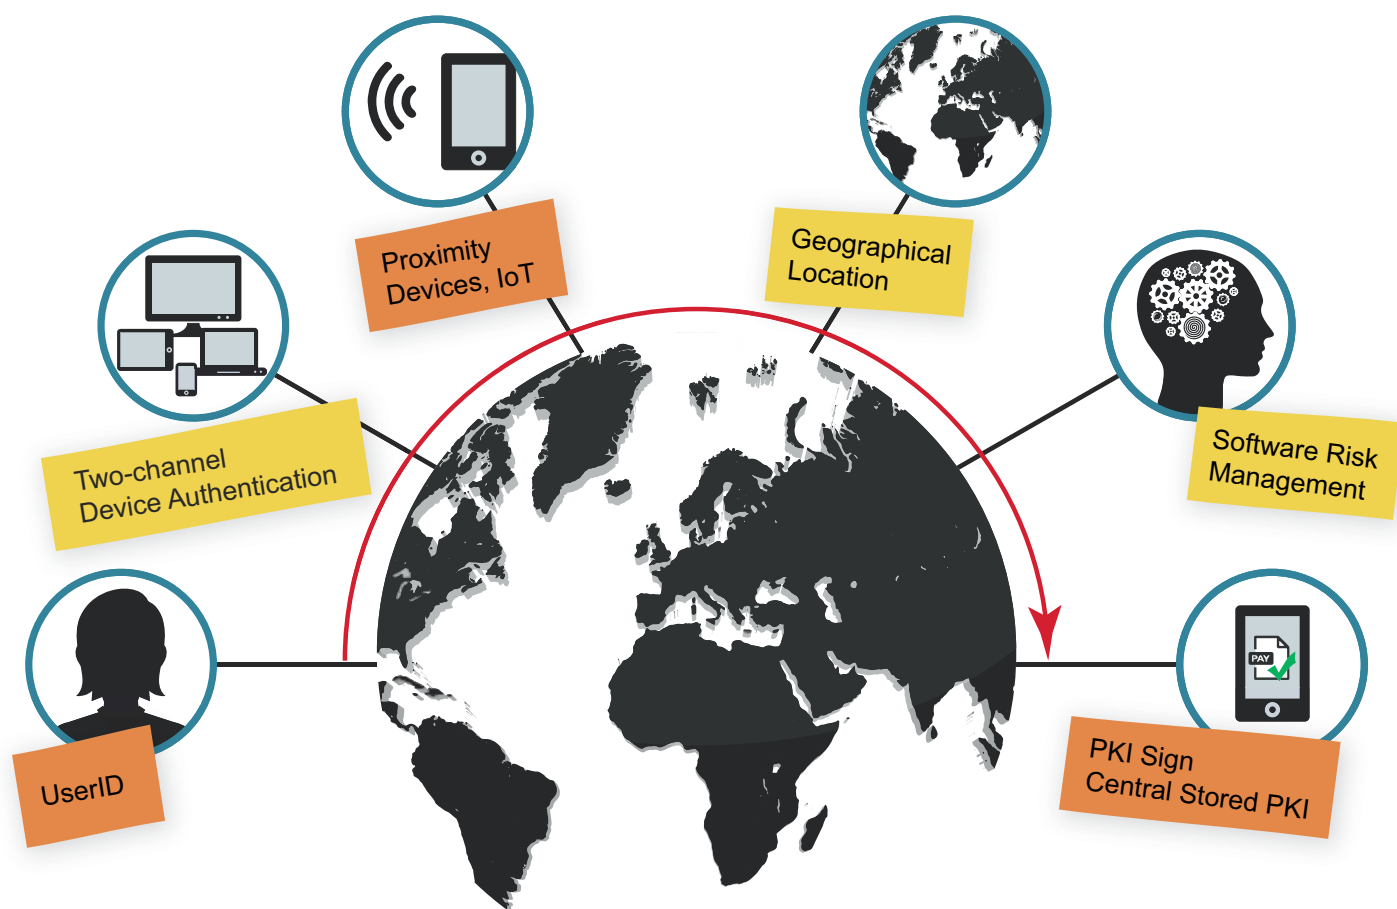 Proximity
Devices, IoT
Geographical
Location
Two-channel
Device Authentication
Software Risk
Management
UserID
PAY
PKI Sign
Central Stored PKI